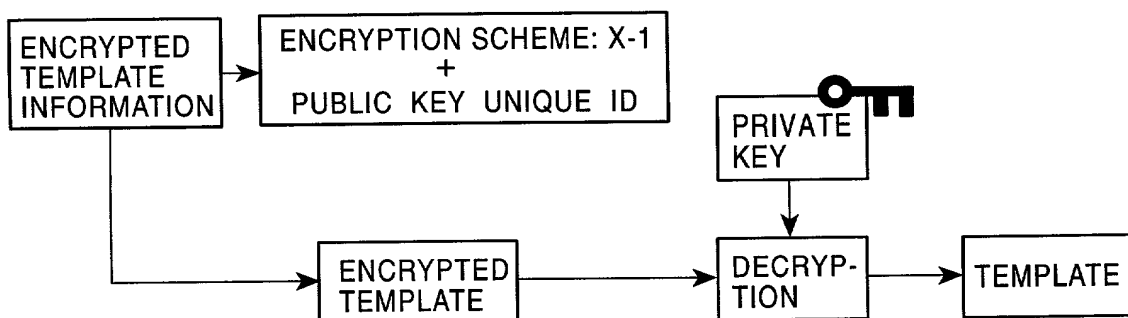 ENCRYPTED
TEMPLATE
INFORMATION
ENCRYPTION SCHEME: X-1
+
PUBLIC KEY UNIQUE ID
PRIVATE
KEY
ENCRYPTED
TEMPLATE
DECRYP-
TION
TEMPLATE